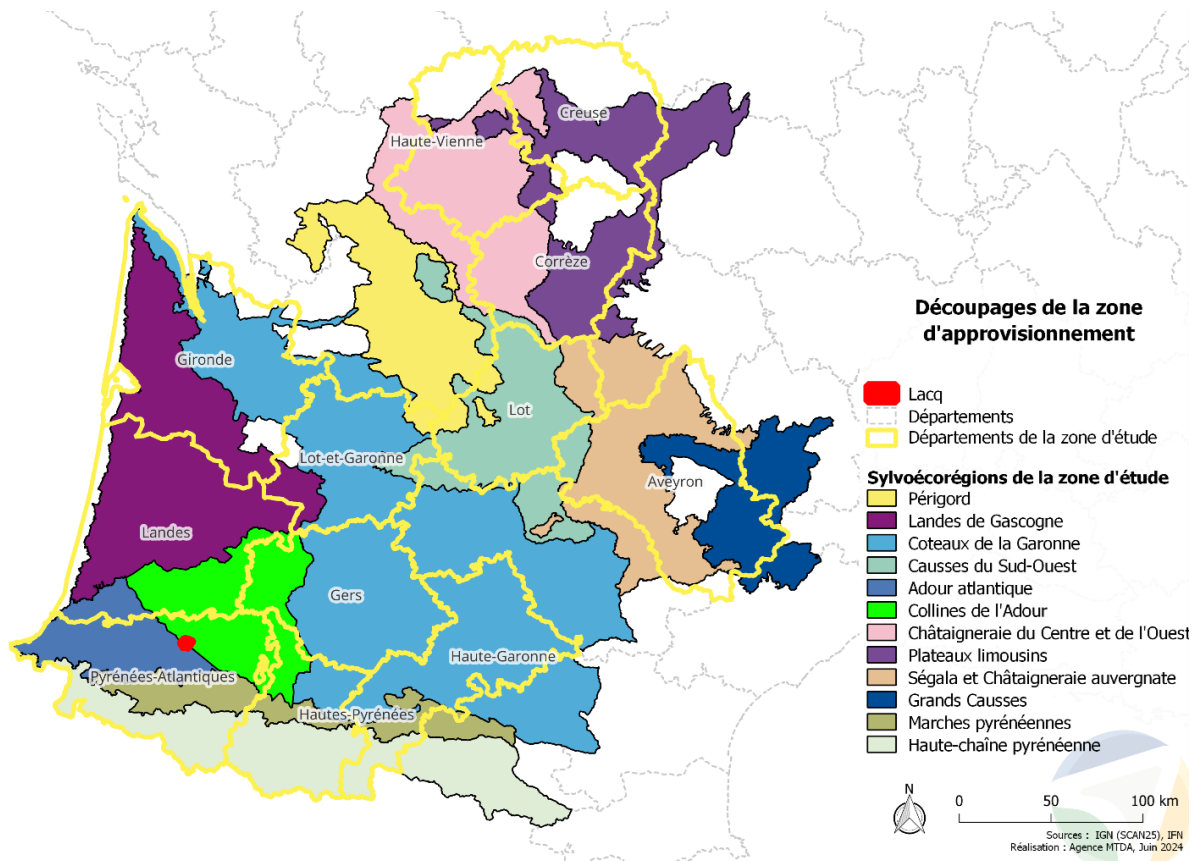 Creuse
Haute-Vienne
Corrèze
Gironde
Lot
Lot-et-Garonne
Aveyron
Landes
Gers
Haute-Garonne
Pyrénées-Atlantiques
Hautes-Pyrénées
Découpages de la zone
d'approvisionnement
Lacq
Départements
Départements de la zone d'étude
Sylvoécorégions de la zone d'étude
Périgord
Landes de Gascogne
Coteaux de la Garonne
Causses du Sud-Ouest
Adour atlantique
Collines de l'Adour
Châtaigneraie du Centre et de l'Ouest
Plateaux limousins
Ségala et Châtaigneraie auvergnate
Grands Causses
Marches pyrénéennes
Haute-chaîne pyrénéenne
N
0 50 100 km
Sources : IGN (SCAN25), IFN
Réalisation : Agence MTDA, Juin 2024